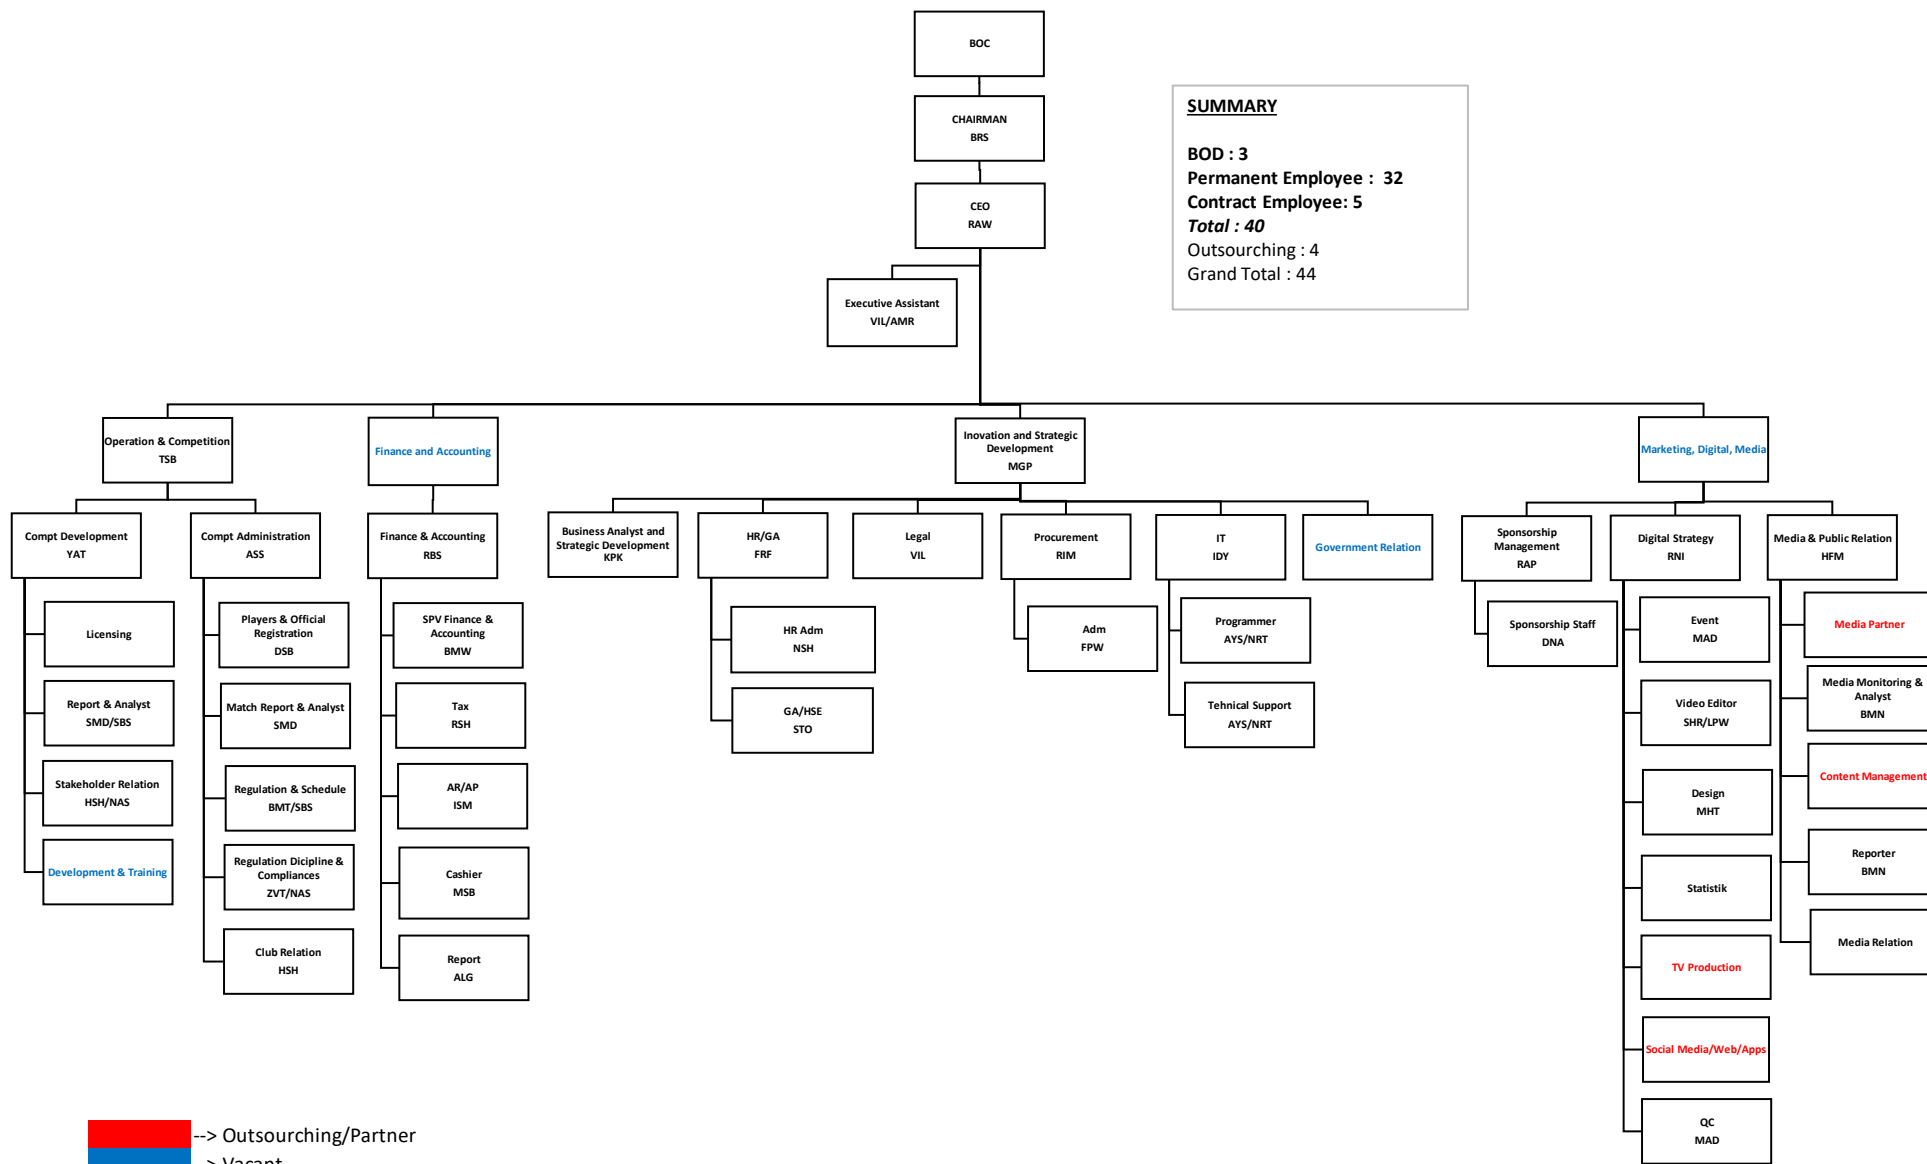 BOC
CHAIRMAN
BRS
CEO
RAW
SUMMARY
BOD : 3
Permanent Employee :  32
Contract Employee: 5
Total : 40
Outsourching : 4
Grand Total : 44
Executive Assistant
VIL/AMR
Operation & Competition
TSB
Finance and Accounting
Inovation and Strategic
Development
MGP
Marketing, Digital, Media
Compt Development
YAT
Compt Administration
ASS
Finance & Accounting
RBS
Business Analyst and
Strategic Development
KPK
HR/GA
FRF
Legal
VIL
Procurement
RIM
IT
IDY
Government Relation
Sponsorship
Management
RAP
Digital Strategy
RNI
Media & Public Relation
HFM
Licensing
Report & Analyst
SMD/SBS
Stakeholder Relation
HSH/NAS
Development & Training
Players & Official
Registration
DSB
Match Report & Analyst
SMD
Regulation & Schedule
BMT/SBS
Regulation Dicipline &
Compliances
ZVT/NAS
Club Relation
HSH
SPV Finance &
Accounting
BMW
Tax
RSH
AR/AP
ISM
Cashier
MSB
Report
ALG
HR Adm
NSH
GA/HSE
STO
Adm
FPW
Programmer
AYS/NRT
Tehnical Support
AYS/NRT
Sponsorship Staff
DNA
Event
MAD
Video Editor
SHR/LPW
Design
MHT
Statistik
TV Production
Social Media/Web/Apps
QC
MAD
Media Partner
Media Monitoring &
Analyst
BMN
Content Management
Reporter
BMN
Media Relation
--> Outsourching/Partner
--> Vacant